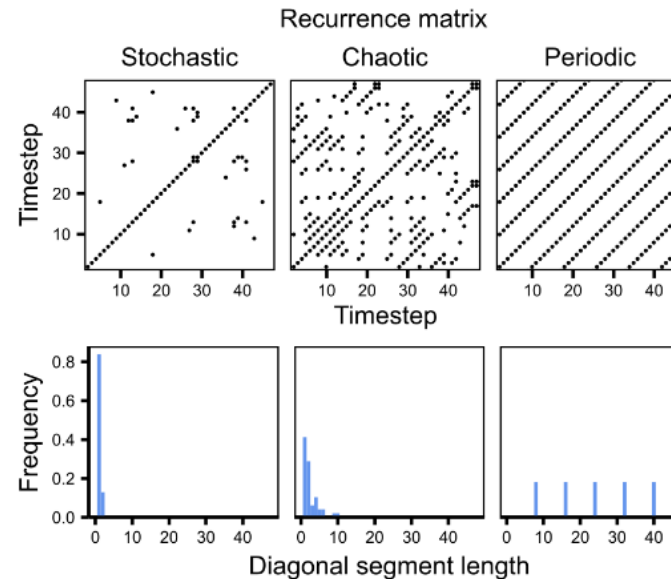 Recurrence matrix
Stochastic Chaotic Periodic
Timestep
40
30
20
10
10 20 30 40 10 20 30 40 10 20 30 40
Timestep
Frequency
0.8
0.6
0.4
0.2
0.0
0 10 20 30 40 0 10 20 30 40 0 10 20 30 40
Diagonal segment length